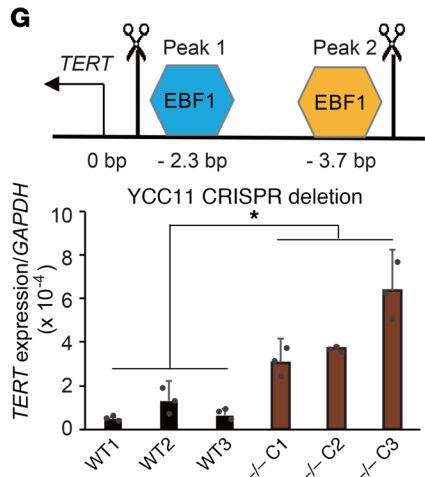 G
TERT
Peak 1
Peak 2
EBF1
EBF1
0 bp
- 2.3 bp
- 3.7 bp
YCC11 CRISPR deletion
TERT expression/GAPDH
(x 10⁻⁴)
10
8
6
4
2
0
*
WT1
WT2
WT3
-/- C1
-/- C2
-/- C3